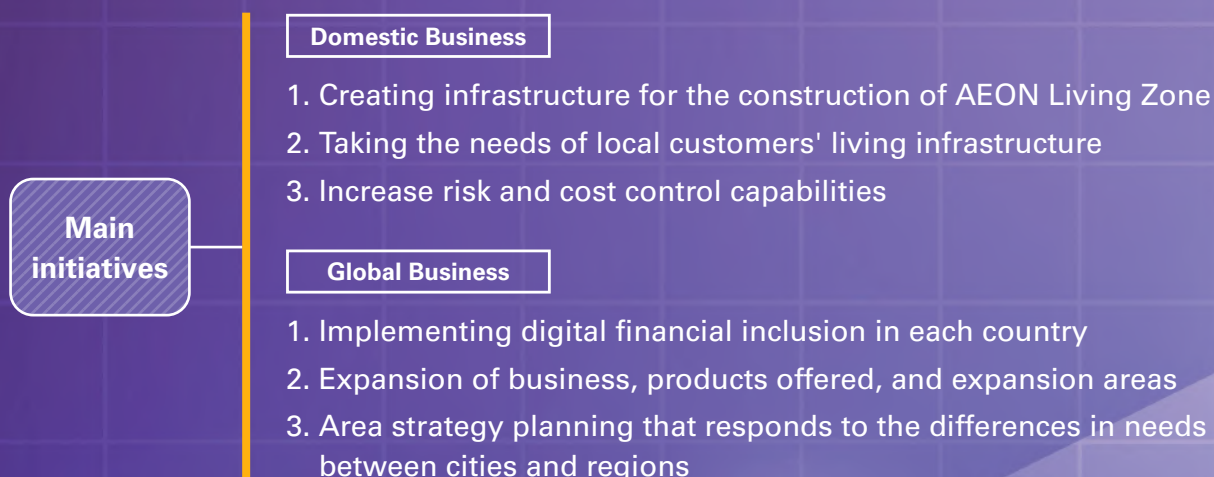 Main
initiatives
Domestic Business
1. Creating infrastructure for the construction of AEON Living Zone
2. Taking the needs of local customers' living infrastructure
3. Increase risk and cost control capabilities
Global Business
1. Implementing digital financial inclusion in each country
2. Expansion of business, products offered, and expansion areas
3. Area strategy planning that responds to the differences in needs
between cities and regions